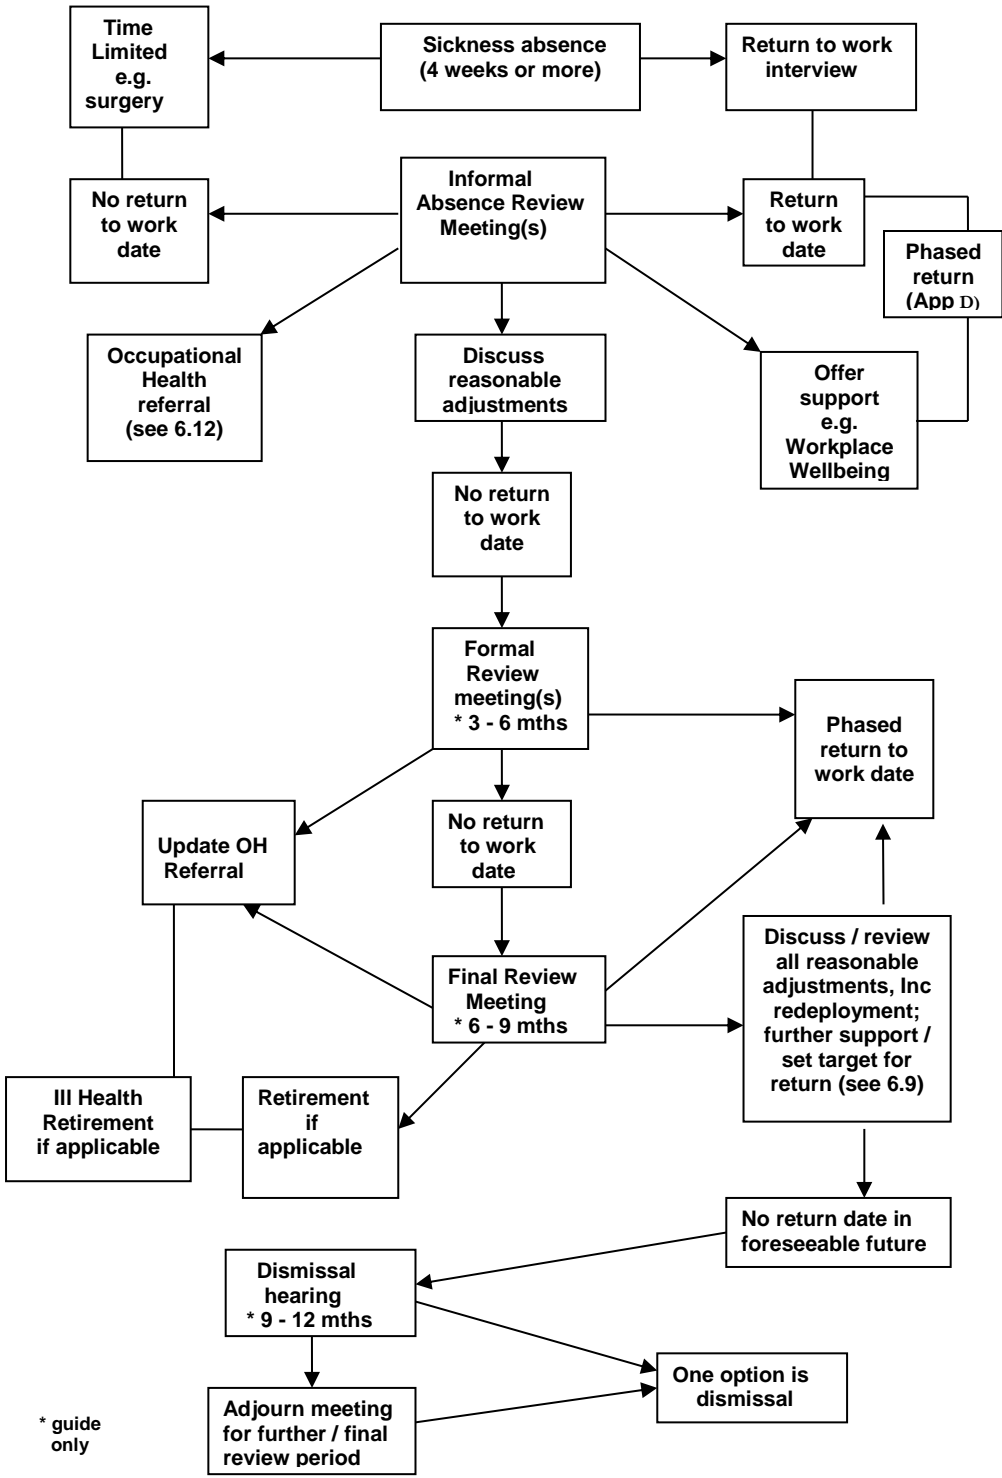 Time
Limited
e.g.
surgery
Sickness absence
(4 weeks or more)
Return to work
interview
No return
to work
date
Informal
Absence Review
Meeting(s)
Return
to work
date
Phased
return
(App D)
Occupational
Health
referral
(see 6.12)
Discuss
reasonable
adjustments
Offer
support
e.g.
Workplace
Wellbeing
No return
to work
date
Formal
Review
meeting(s)
* 3 - 6 mths
Phased
return to
work date
Update OH
Referral
No return
to work
date
Final Review
Meeting
* 6 - 9 mths
Discuss / review
all reasonable
adjustments, Inc
redeployment;
further support /
set target for
return (see 6.9)
Ill Health
Retirement
if applicable
Retirement
if
applicable
No return date in
foreseeable future
Dismissal
hearing
* 9 - 12 mths
One option is
dismissal
Adjourn meeting
for further / final
review period
* guide
only